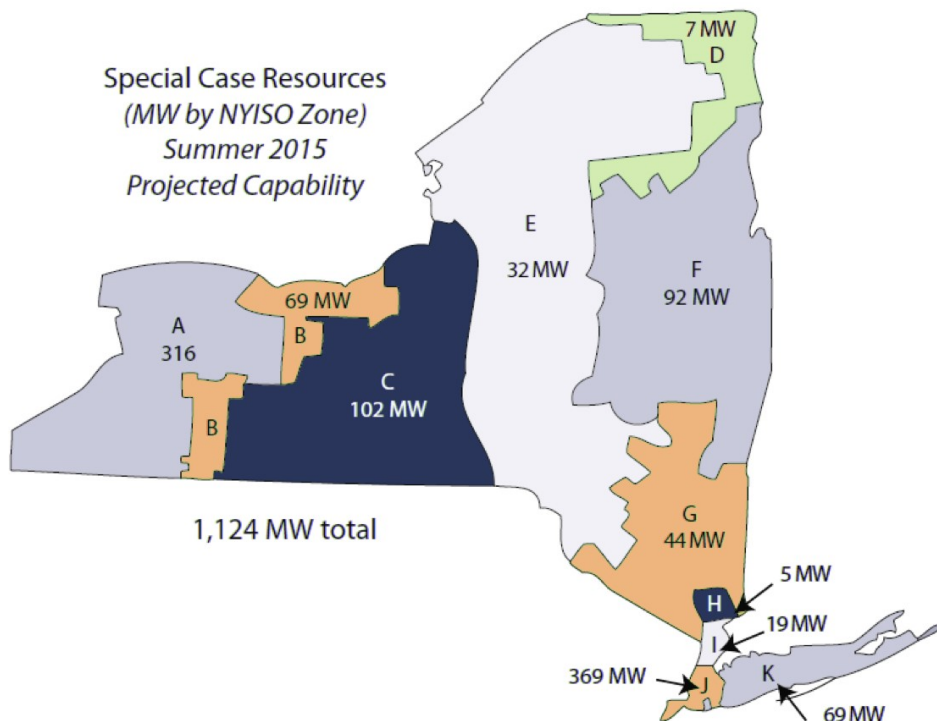 Special Case Resources
(MW by NYISO Zone)
Summer 2015
Projected Capability
7 MW
D
E
32 MW
F
92 MW
69 MW
B
A
316
C
102 MW
B
1,124 MW total
G
44 MW
H
5 MW
I
19 MW
369 MW
J
K
69 MW